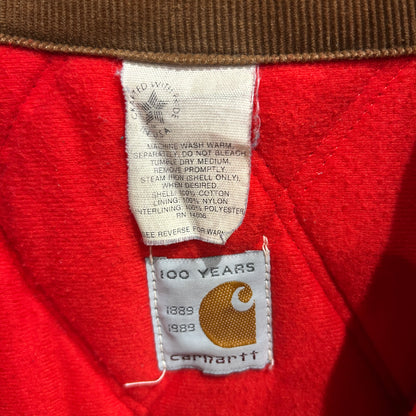 CRAFTED WITH PRIDE
IN USA
MACHINE WASH WARM,
SEPARATELY, DO NOT BLEACH,
TUMBLE DRY MEDIUM,
REMOVE PROMPTLY.
STEAM IRON (SHELL ONLY),
WHEN DESIRED.
SHELL: 100% COTTON
LINING: 100% NYLON
INTERLINING: 100% POLYESTER
RN 14806
SEE REVERSE FOR
100 YEARS
1889
1989
carhartt